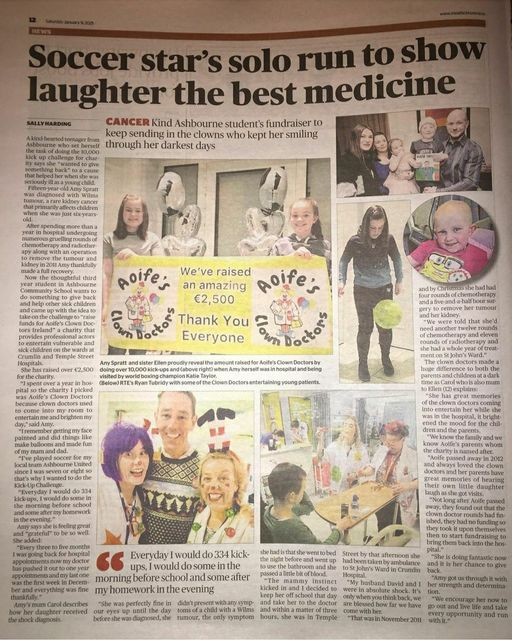 12
Saturday, January 9, 2021
NEWS
Soccer star's solo run to show
laughter the best medicine
SALLY HARDING
A kind-hearted teenager from
Ashbourne who set herself
the task of doing the 10,000
kick up challenge for char-
ity says she "wanted to give
something back" to a cause
that helped her when she was
seriously ill as a young child.
Fifteen-year-old Amy Spratt
was diagnosed with Wilms
tumour, a rare kidney cancer
that primarily affects children
when she was just six-years-
old.
After spending more than a
year in hospital undergoing
numerous gruelling rounds of
chemotherapy and radiother-
apy along with an operation
to remove the tumour and
kidney in 2011 Amy thankfully
made a full recovery.
Now the thoughtful third
year student in Ashbourne
Community School wants to
do something to give back
and help other sick children
and came up with the idea to
take on the challenge to "raise
funds for Aoife's Clown Doc-
tors Ireland" a charity that
provides professional actors
to entertain vulnerable and
sick children on the wards at
Crumlin and Temple Street
Hospitals.
She has raised over €2,500
for the charity.
"I spent over a year in hos-
pital so the charity I picked
was Aoife's Clown Doctors
because clown doctors used
to come into my room to
entertain me and brighten my
day," said Amy.
"I remember getting my face
painted and did things like
make balloons and made fun
of my mam and dad.
"I've played soccer for my
local team Ashbourne United
since I was seven or eight so
that's why I wanted to do the
Kick-Up Challenge.
"Everyday I would do 334
kick-ups, I would do some in
the morning before school
and some after my homework
in the evening."
Amy says she is feeling great
and "grateful" to be so well.
She added:
"Every three to five months
I was going back for hospital
appointments now my doctor
has pushed it out to one year
appointments and my last one
was the first week in Decem-
ber and everything was fine
thankfully."
Amy's mum Carol describes
how her daughter received
the shock diagnosis.
CANCER Kind Ashbourne student's fundraiser to
keep sending in the clowns who kept her smiling
through her darkest days
Aoife's
Clown Doctors
We've raised
an amazing
€2,500
Thank You
Everyone
Aoife's
Clown Doctors
Amy Spratt and sister Ellen proudly reveal the amount raised for Aoife's Clown Doctors by
doing over 10,000 kick-ups and (above right) when Amy herself was in hospital and being
visited by world boxing champion Katie Taylor.
(Below) RTE's Ryan Tubridy with some of the Clown Doctors entertaining young patients.
Everyday I would do 334 kick-
ups, I would do some in the
morning before school and some after
my homework in the evening
"She was perfectly fine in
our eyes up until the day
before she was diagnosed, she
didn't present with any symp-
toms of a child with a Wilms
tumour, the only symptom
she had is that she went to bed
the night before and went up
to use the bathroom and she
passed a little bit of blood.
"The mammy instinct
kicked in and I decided to
keep her off school that day
and take her to the doctor
and within a matter of three
hours, she was in Temple
Street by that afternoon she
had been taken by ambulance
to St John's Ward in Crumlin
Hospital.
"My husband David and I
were in absolute shock. It's
only when you think back, we
are blessed how far we have
come with her.
"That was in November 2011
and by Christmas she had had
four rounds of chemotherapy
and a five and-a-half hour sur-
gery to remove her tumour
and her kidney.
"We were told that she'd
need another twelve rounds
of chemotherapy and eleven
rounds of radiotherapy and
she had a whole year of treat-
ment on St John's Ward."
The clown doctors made a
huge difference to both the
parents and children at a dark
time as Carol who is also mum
to Ellen (12) explains:
"She has great memories
of the clown doctors coming
into entertain her while she
was in the hospital, it bright-
ened the mood for the chil-
dren and the parents.
"We know the family and we
know Aoife's parents whom
the charity is named after.
"Aoife passed away in 2012
and always loved the clown
doctors and her parents have
great memories of hearing
their own little daughter
laugh as she got visits.
"Not long after Aoife passed
away, they found out that the
clown doctor rounds had fin-
ished, they had no funding so
they took it upon themselves
then to start fundraising to
bring them back into the hos-
pital."
"She is doing fantastic now
and it is her chance to give
back.
"Amy got us through it with
her strength and determina-
tion.
"We encourage her now to
go out and live life and take
every opportunity and run
with it."